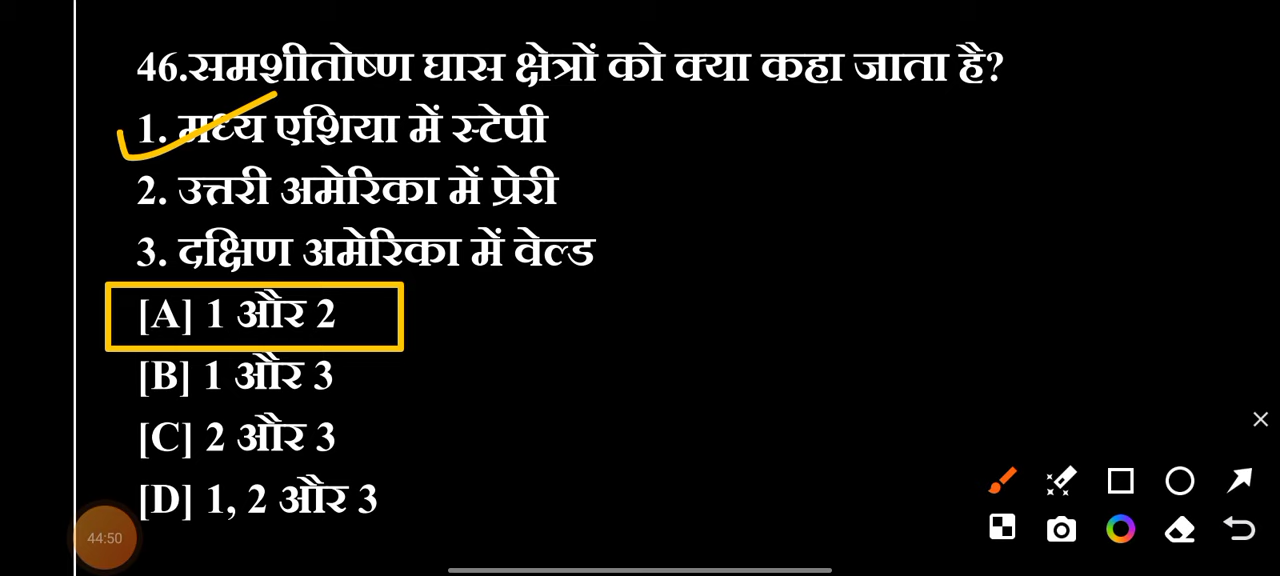 46.समशीतोष्ण घास क्षेत्रों को क्या कहा जाता है?
1. मध्य एशिया में स्टेपी
2. उत्तरी अमेरिका में प्रेरी
3. दक्षिण अमेरिका में वेल्ड
[A] 1 और 2
[B] 1 और 3
[C] 2 और 3
[D] 1, 2 और 3
44:50